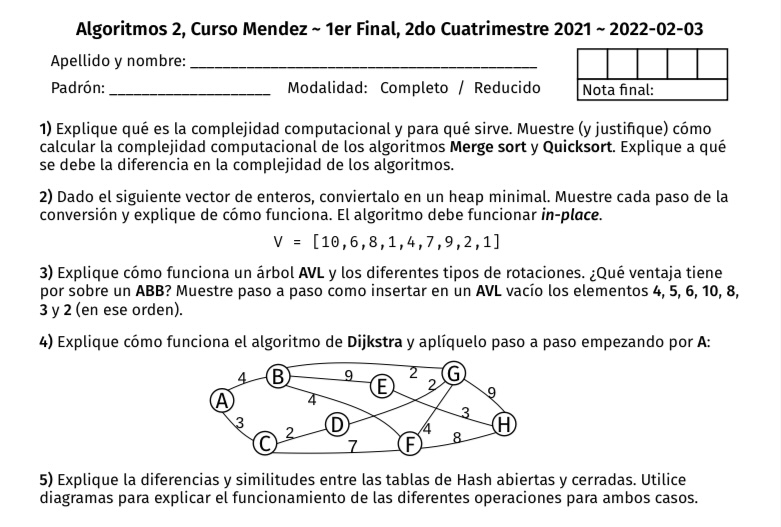 Algoritmos 2, Curso Mendez ~ 1er Final, 2do Cuatrimestre 2021 ~ 2022-02-03
Apellido y nombre:
Padrón: Modalidad: Completo / Reducido
Nota final:
1) Explique qué es la complejidad computacional y para qué sirve. Muestre (y justifique) cómo
calcular la complejidad computacional de los algoritmos Merge sort y Quicksort. Explique a qué
se debe la diferencia en la complejidad de los algoritmos.
2) Dado el siguiente vector de enteros, conviertalo en un heap minimal. Muestre cada paso de la
conversión y explique de cómo funciona. El algoritmo debe funcionar in-place.
V = [10,6,8,1,4,7,9,2,1]
3) Explique cómo funciona un árbol AVL y los diferentes tipos de rotaciones. ¿Qué ventaja tiene
por sobre un ABB? Muestre paso a paso como insertar en un AVL vacío los elementos 4, 5, 6, 10, 8,
3 y 2 (en ese orden).
4) Explique cómo funciona el algoritmo de Dijkstra y aplíquelo paso a paso empezando por A:
4 B 9 2 G
E 2 9
A 4
3 D 3 H
C 2 4
7 F 8
5) Explique la diferencias y similitudes entre las tablas de Hash abiertas y cerradas. Utilice
diagramas para explicar el funcionamiento de las diferentes operaciones para ambos casos.